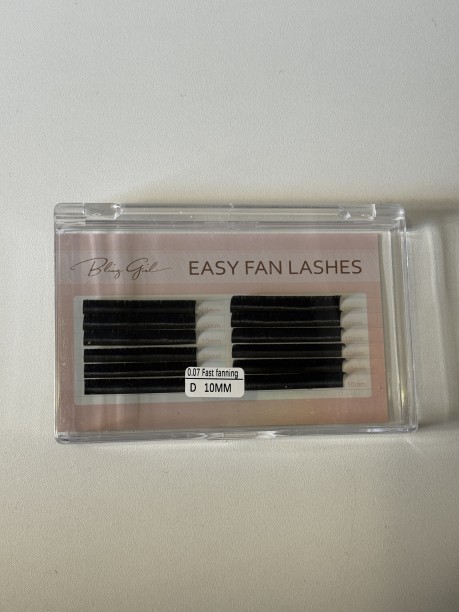 Bling Girl
EASY FAN LASHES
0.07 Fast fanning
D 10MM